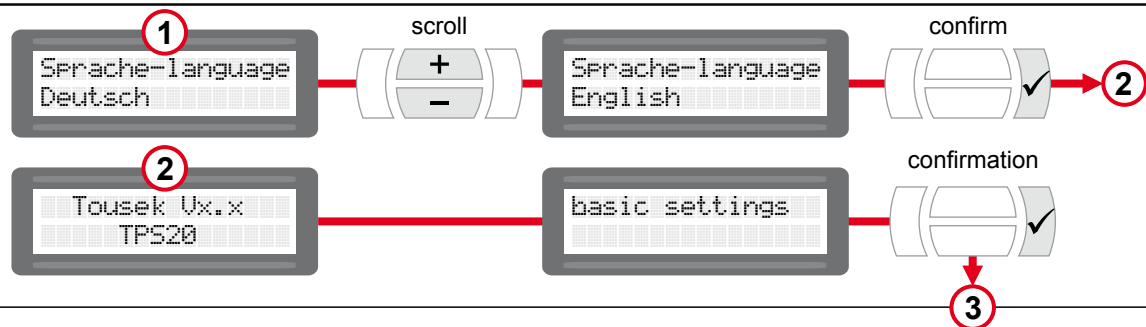 1
scroll
confirm
Sprache-language
Deutsch
+
−
Sprache-language
English
✓
2
2
confirmation
Tousek Vx.x
TPS20
basic settings
✓
3